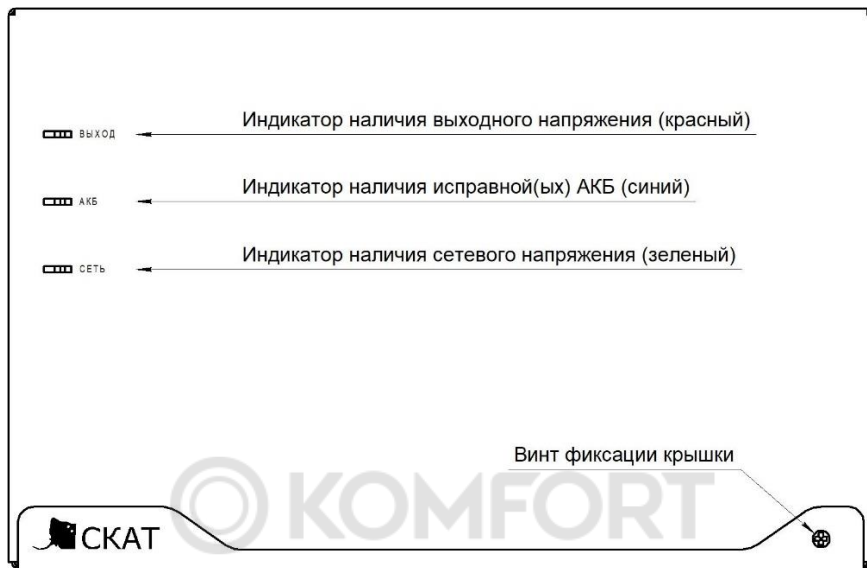 Индикатор наличия выходного напряжения (красный)
ВЫХОД
Индикатор наличия исправной(ых) АКБ (синий)
АКБ
Индикатор наличия сетевого напряжения (зеленый)
СЕТЬ
Винт фиксации крышки
KOMFORT
СКАТ